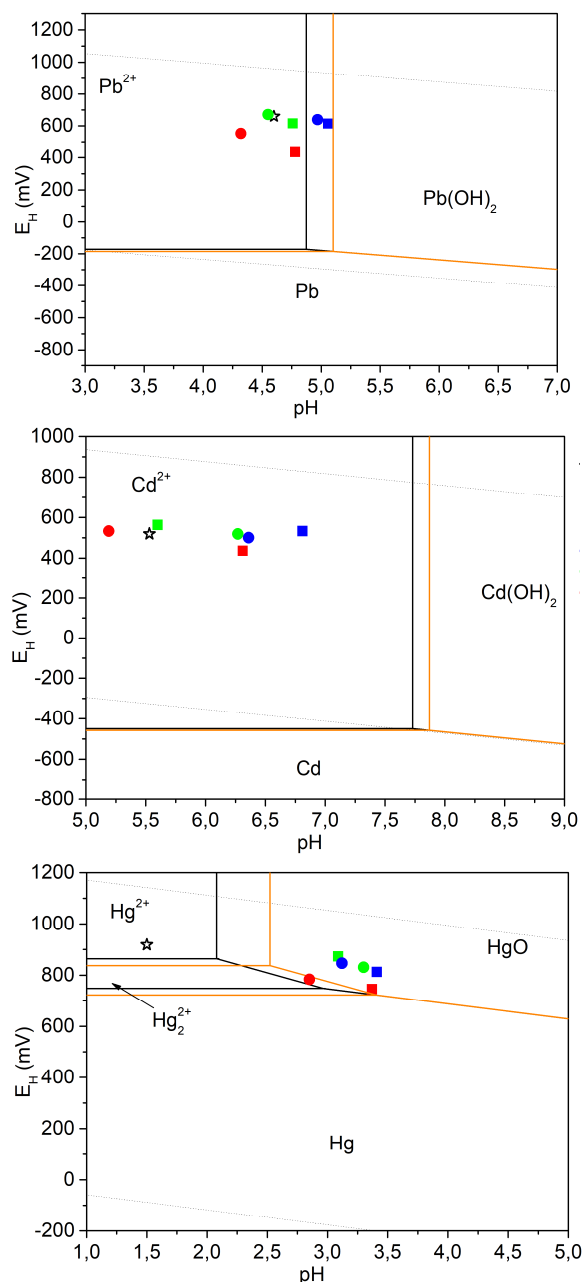 1200
1000
800
600
400
200
0
-200
-400
-600
-800
E_H (mV)
Pb²⁺
Pb(OH)₂
Pb
3,0 3,5 4,0 4,5 5,0 5,5 6,0 6,5 7,0
pH
1000
800
600
400
200
0
-200
-400
-600
-800
E_H (mV)
Cd²⁺
Cd(OH)₂
Cd
5,0 5,5 6,0 6,5 7,0 7,5 8,0 8,5 9,0
pH
1200
1000
800
600
400
200
0
-200
E_H (mV)
Hg²⁺
HgO
Hg₂²⁺
Hg
1,0 1,5 2,0 2,5 3,0 3,5 4,0 4,5 5,0
pH